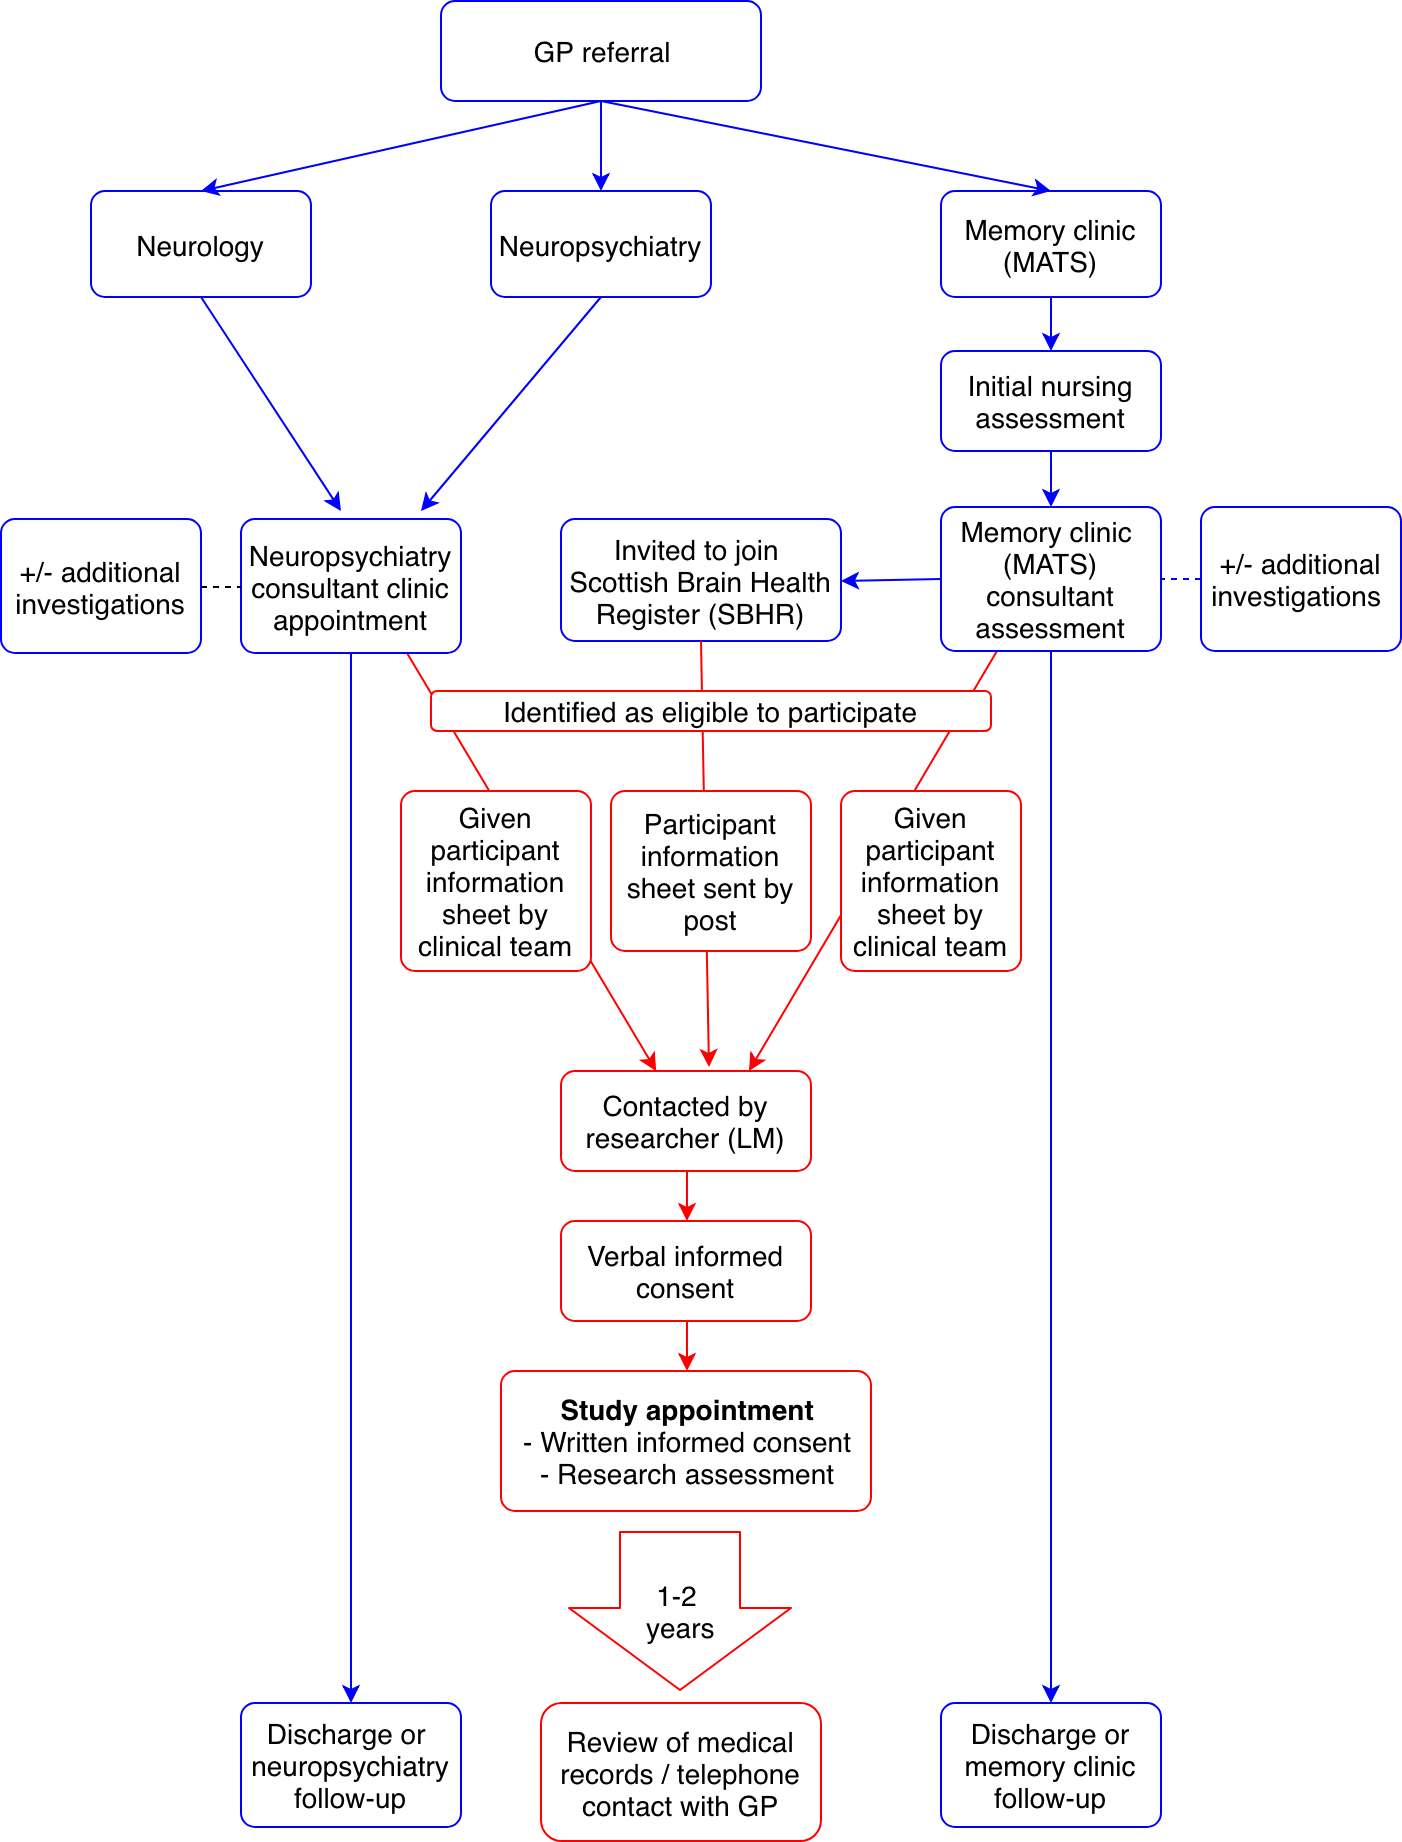 GP referral
Neurology
Neuropsychiatry
Memory clinic
(MATS)
Initial nursing
assessment
+/- additional
investigations
Neuropsychiatry
consultant clinic
appointment
Invited to join
Scottish Brain Health
Register (SBHR)
Memory clinic
(MATS)
consultant
assessment
+/- additional
investigations
Identified as eligible to participate
Given
participant
information
sheet by
clinical team
Participant
information
sheet sent by
post
Given
participant
information
sheet by
clinical team
Contacted by
researcher (LM)
Verbal informed
consent
Study appointment
- Written informed consent
- Research assessment
1-2
years
Discharge or
neuropsychiatry
follow-up
Review of medical
records / telephone
contact with GP
Discharge or
memory clinic
follow-up